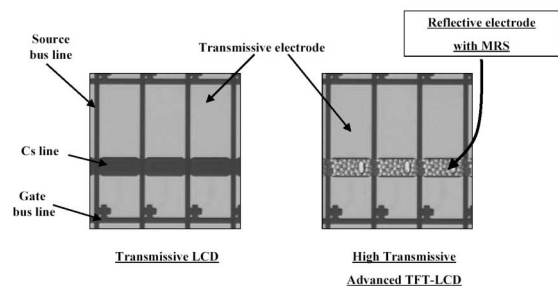 Source
bus line
Transmissive electrode
Reflective electrode
with MRS
Cs line
Gate
bus line
Transmissive LCD
High Transmissive
Advanced TFT-LCD